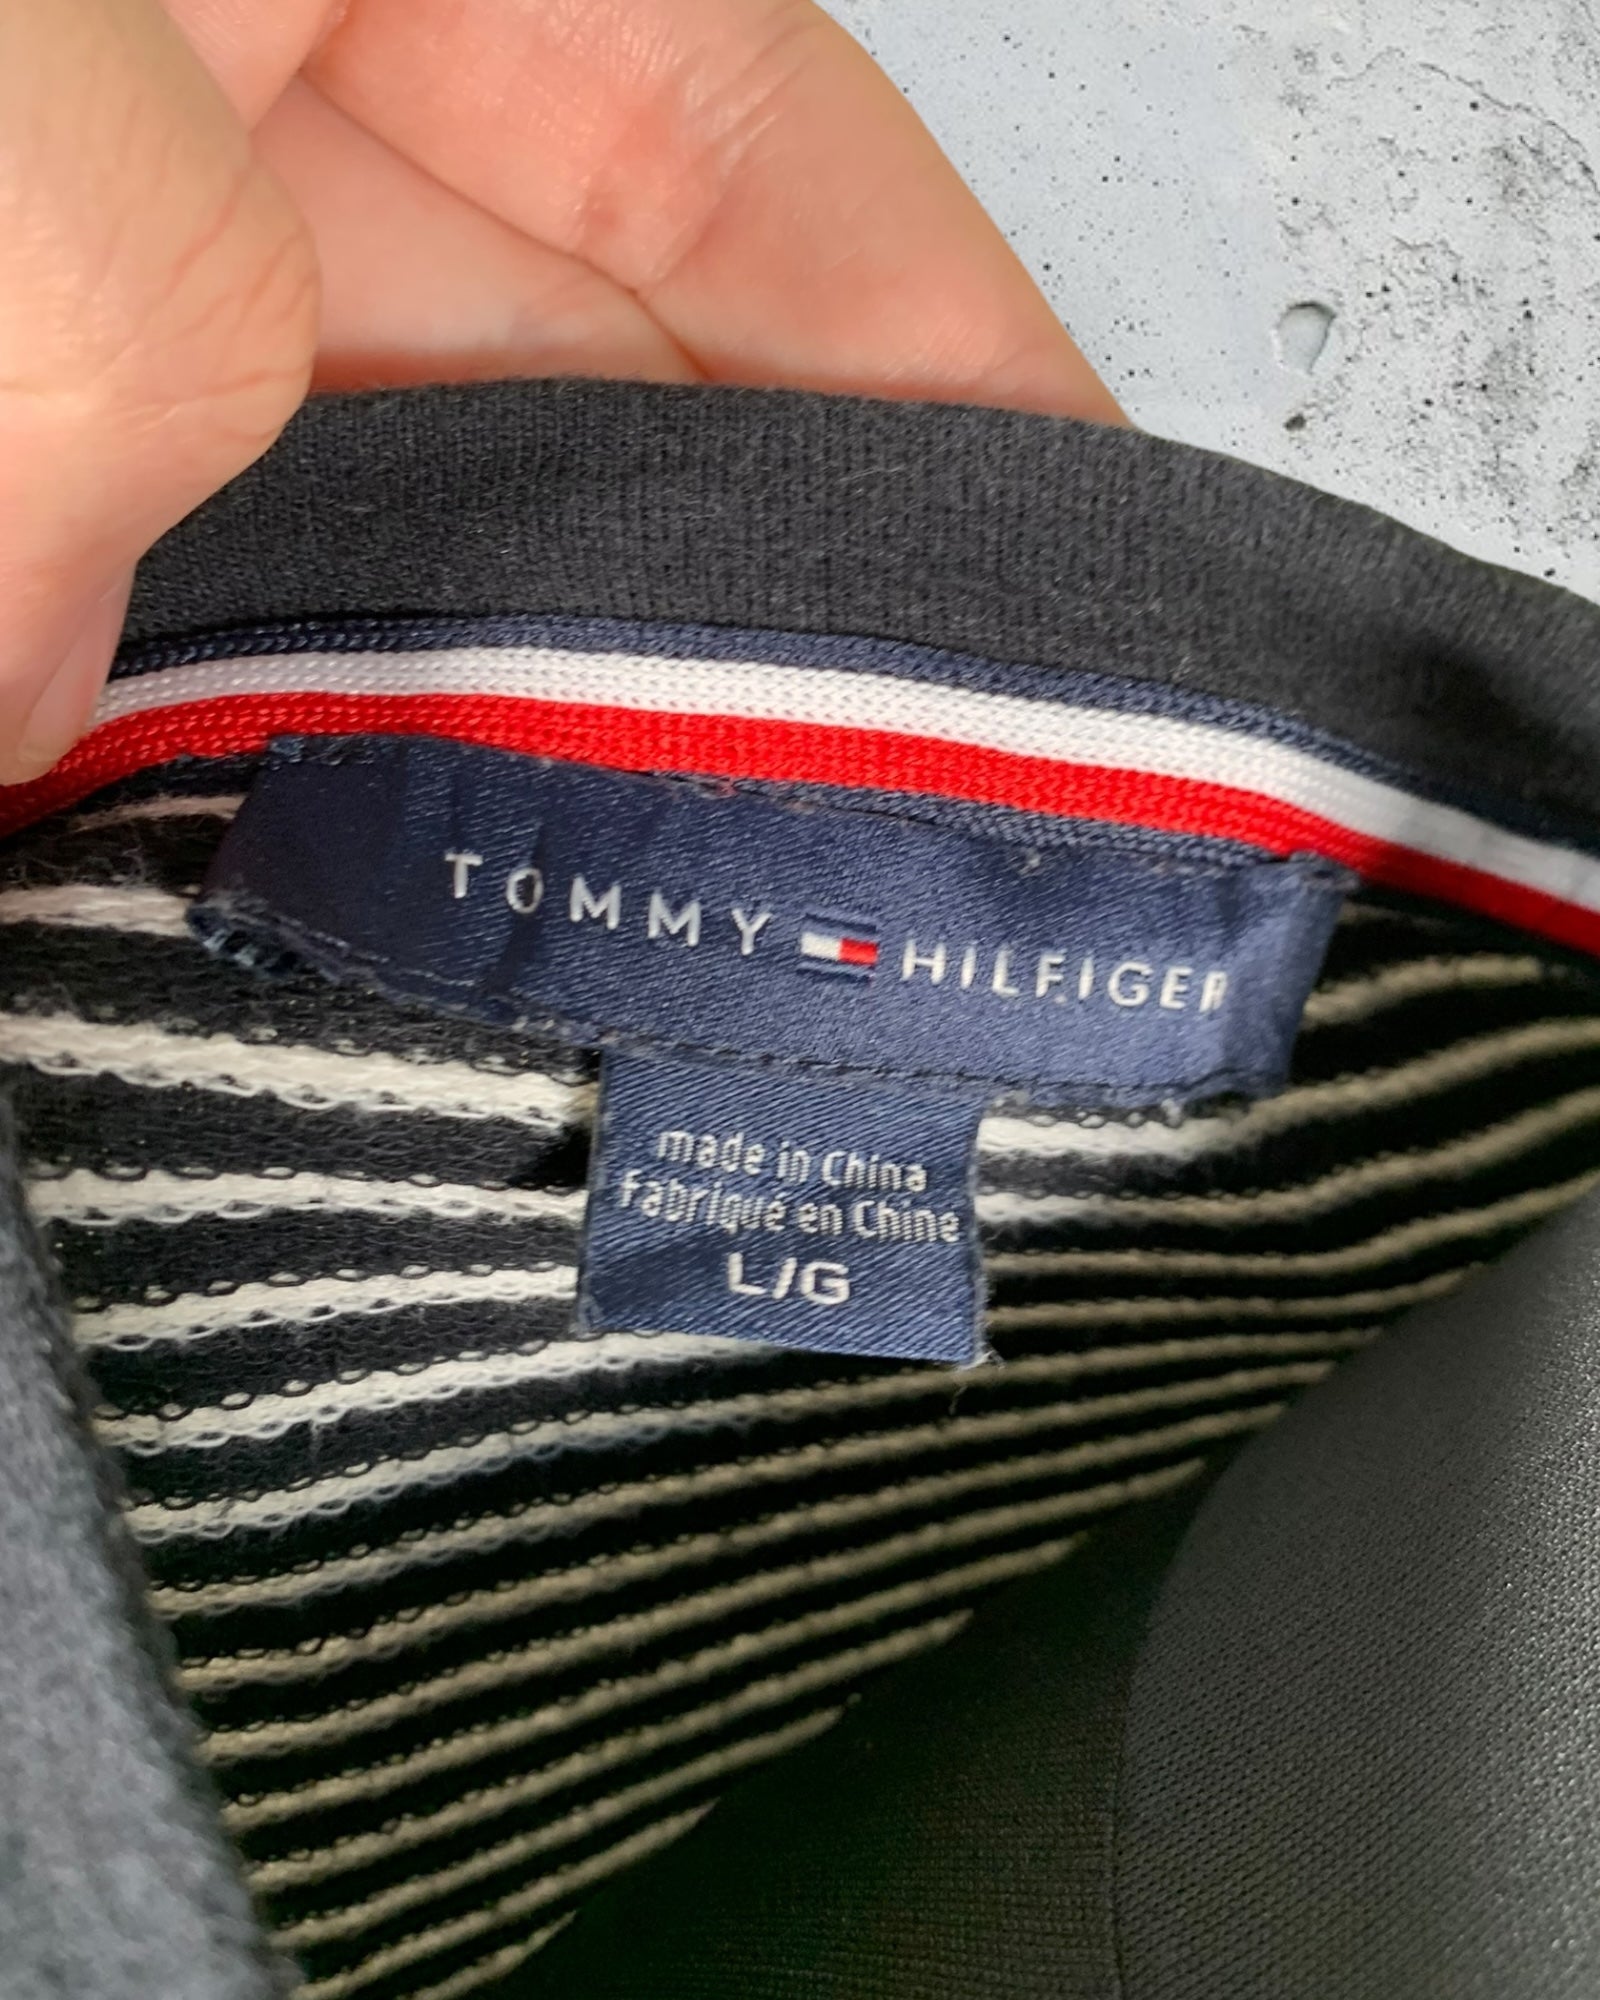 TOMMY HILFIGER
made in China
Fabriqué en Chine
L/G